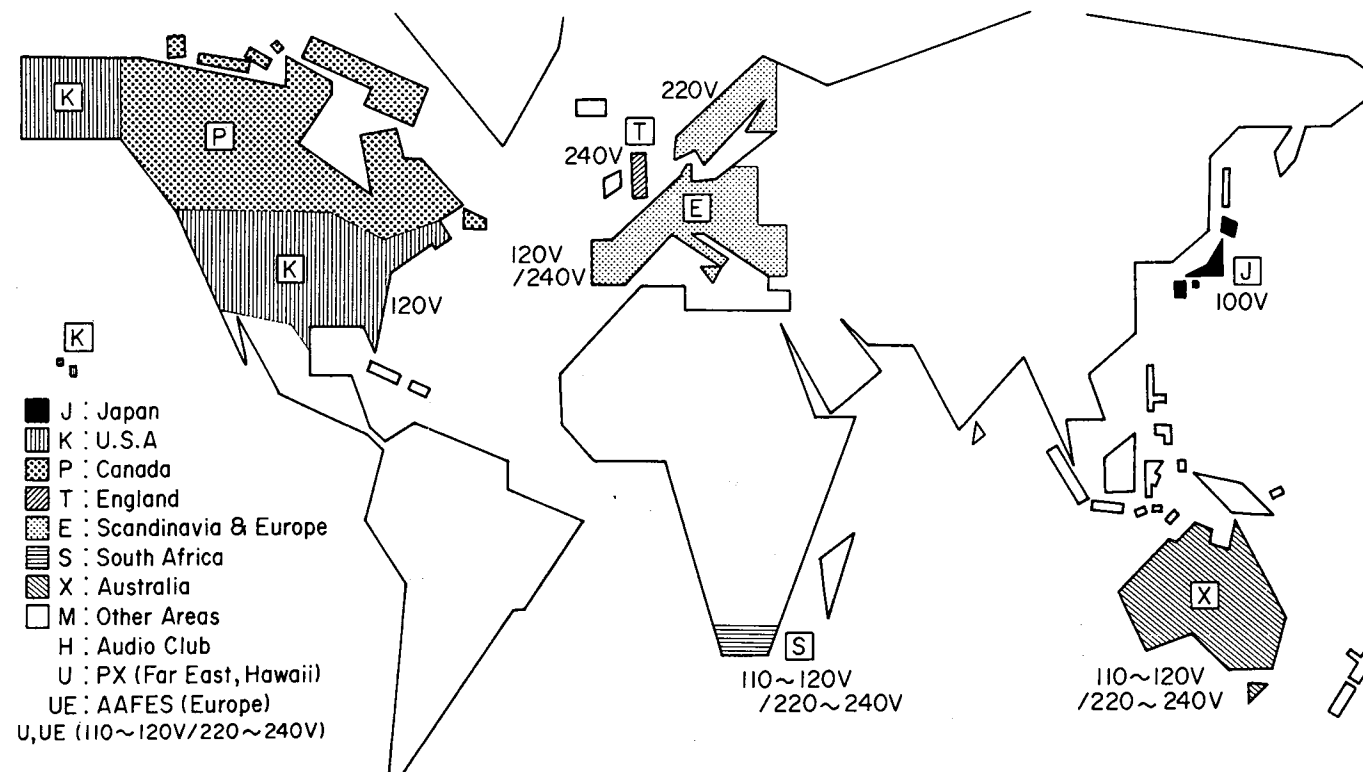 K
P
K
120V
K
220V
T
240V
E
120V
/240V
J
100V
S
110~120V
/220~240V
X
110~120V
/220~240V
J : Japan
K : U.S.A
P : Canada
T : England
E : Scandinavia & Europe
S : South Africa
X : Australia
M : Other Areas
H : Audio Club
U : PX (Far East, Hawaii)
UE : AAFES (Europe)
U,UE (110~120V/220~240V)